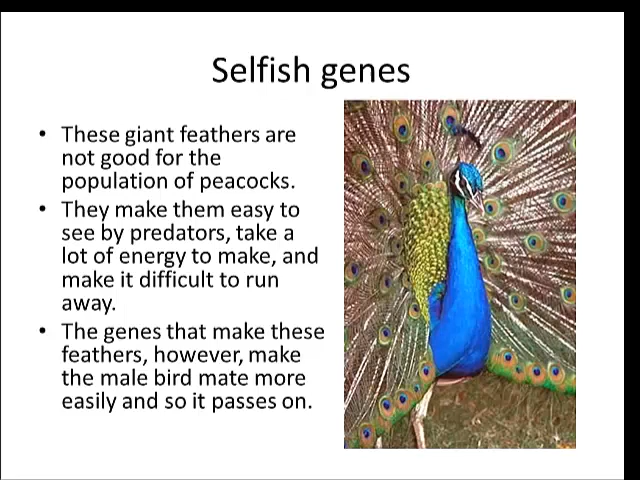 Selfish genes
• These giant feathers are
not good for the
population of peacocks.
• They make them easy to
see by predators, take a
lot of energy to make, and
make it difficult to run
away.
• The genes that make these
feathers, however, make
the male bird mate more
easily and so it passes on.